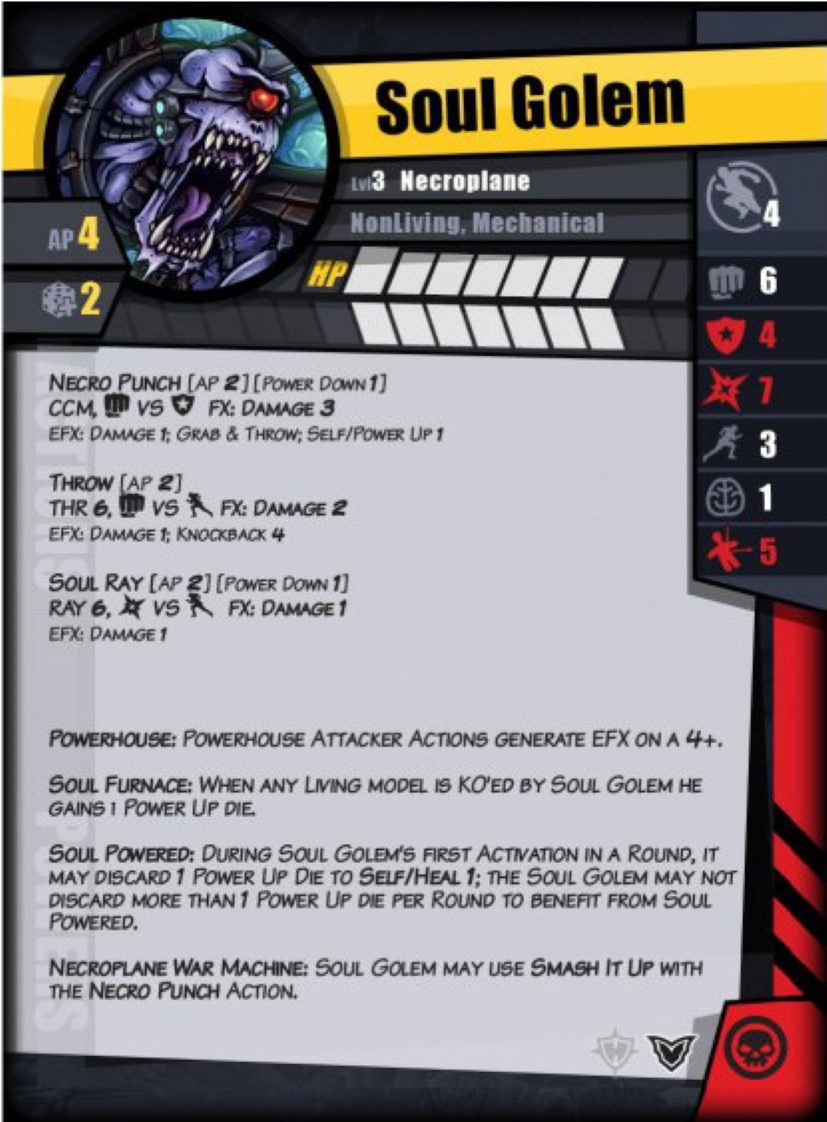 Soul Golem
Lvl3 Necroplane
NonLiving, Mechanical
AP 4
2
HP
4
6
4
7
3
1
5
ACTIONS
NECRO PUNCH [AP 2] [POWER DOWN 1]
CCM, VS FX: DAMAGE 3
EFX: DAMAGE 1; GRAB & THROW; SELF/POWER UP 1
THROW [AP 2]
THR 6, VS FX: DAMAGE 2
EFX: DAMAGE 1; KNOCKBACK 4
SOUL RAY [AP 2] [POWER DOWN 1]
RAY 6, VS FX: DAMAGE 1
EFX: DAMAGE 1
POWERS
POWERHOUSE: POWERHOUSE ATTACKER ACTIONS GENERATE EFX ON A 4+.
SOUL FURNACE: WHEN ANY LIVING MODEL IS KO'ED BY SOUL GOLEM HE
GAINS 1 POWER UP DIE.
SOUL POWERED: DURING SOUL GOLEM'S FIRST ACTIVATION IN A ROUND, IT
MAY DISCARD 1 POWER UP DIE TO SELF/HEAL 1; THE SOUL GOLEM MAY NOT
DISCARD MORE THAN 1 POWER UP DIE PER ROUND TO BENEFIT FROM SOUL
POWERED.
NECROPLANE WAR MACHINE: SOUL GOLEM MAY USE SMASH IT UP WITH
THE NECRO PUNCH ACTION.